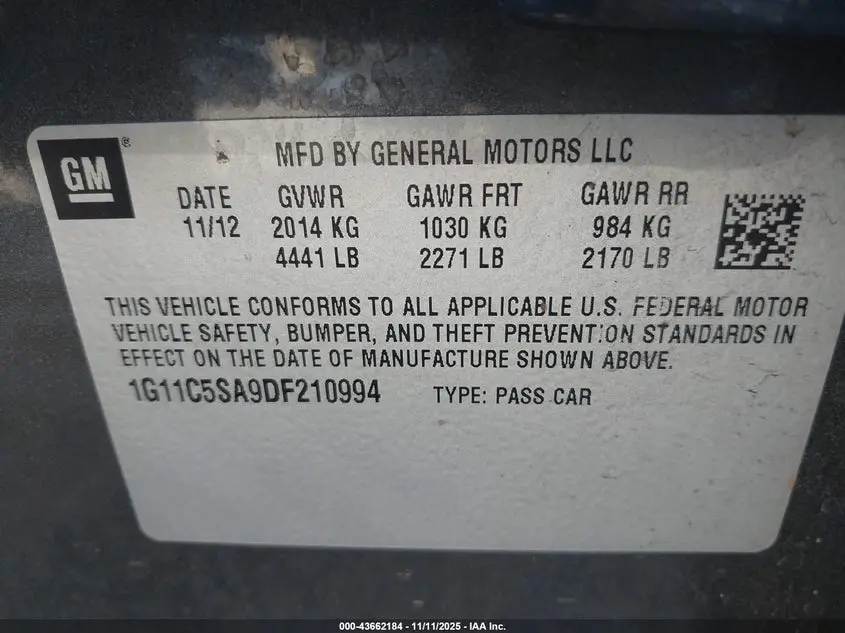 GM®
MFD BY GENERAL MOTORS LLC
DATE GVWR GAWR FRT GAWR RR
11/12 2014 KG 1030 KG 984 KG
4441 LB 2271 LB 2170 LB
THIS VEHICLE CONFORMS TO ALL APPLICABLE U.S. FEDERAL MOTOR
VEHICLE SAFETY, BUMPER, AND THEFT PREVENTION STANDARDS IN
EFFECT ON THE DATE OF MANUFACTURE SHOWN ABOVE.
1G11C5SA9DF210994 TYPE: PASS CAR
000-43662184 - 11/11/2025 - IAA Inc.